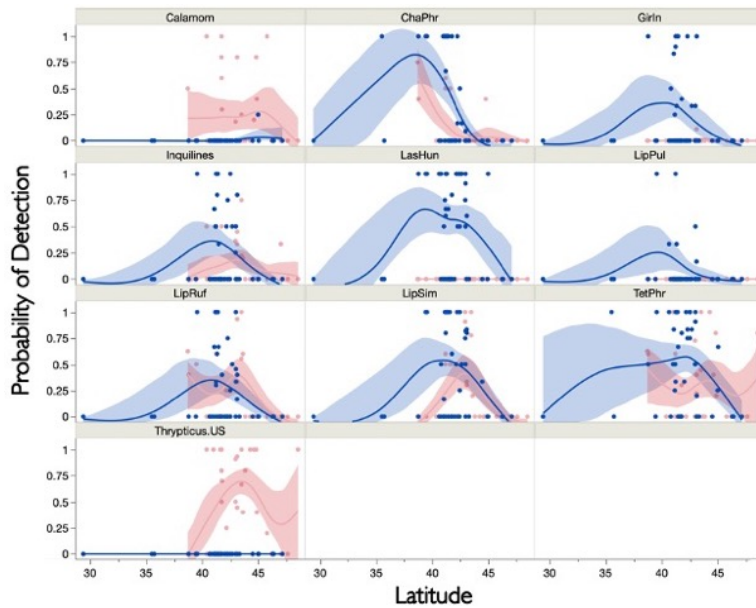 Calamom ChaPhr GirIn
1
0.75
0.5
0.25
0
Inquilines LasHun LipPul
1
0.75
0.5
0.25
0
LipRuf LipSim TetPhr
1
0.75
0.5
0.25
0
Thrypticus.US
1
0.75
0.5
0.25
0
30 35 40 45 30 35 40 45 30 35 40 45
Latitude
Probability of Detection